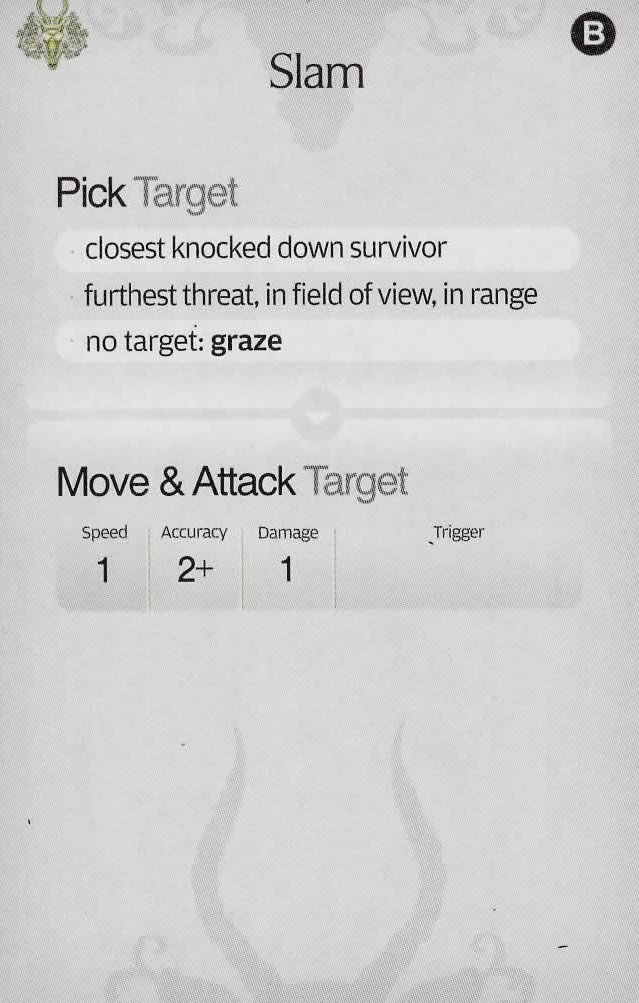 B
Slam
Pick Target
closest knocked down survivor
furthest threat, in field of view, in range
no target: graze
Move & Attack Target
Speed Accuracy Damage Trigger
1 2+ 1